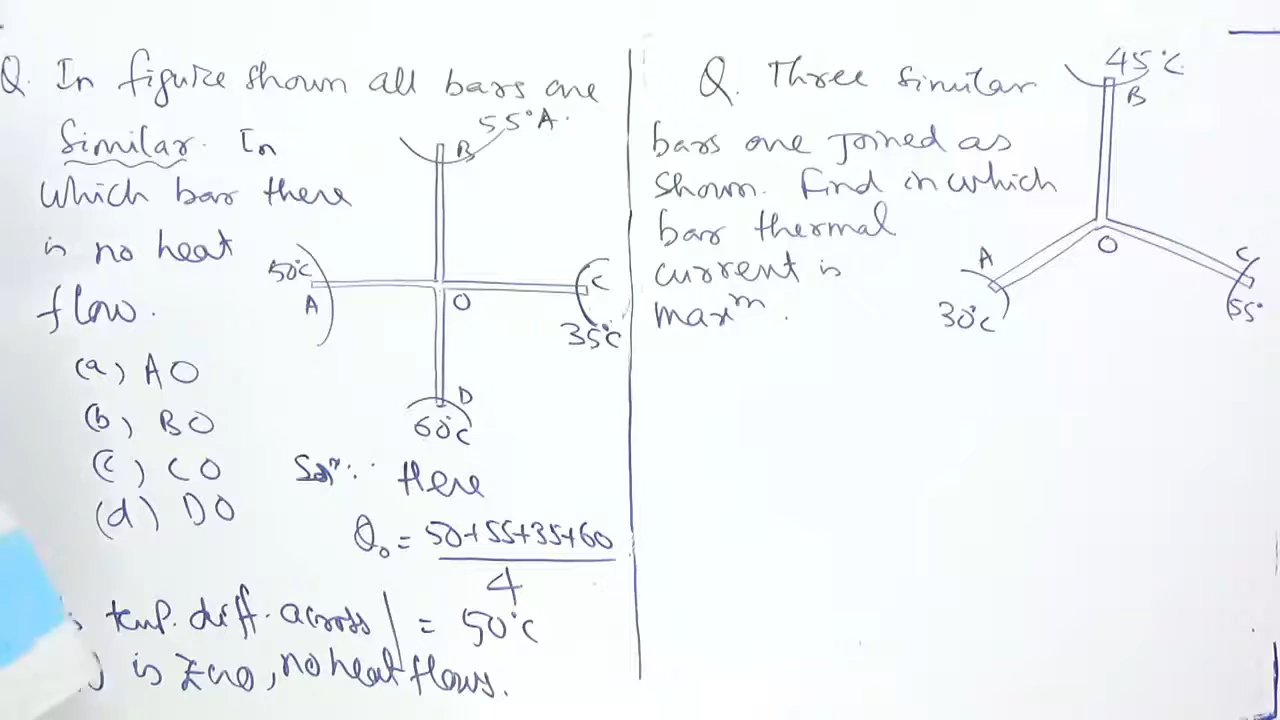 Q. In figure shown all bars are
Similar. In
which bar there
is no heat
flow.
55°A.
B
50°C
A
O
C
35°C
D
60°C
(a) AO
(b) BO
(c) CO
(d) DO
Solⁿ: Here
θ₀ = 50+55+35+60
4
= 50°C
temp. diff. across
is zero, no heat flows.
Q. Three similar
bars are joined as
shown. Find in which
bar thermal
current is
maxᵐ.
45°C
B
A
O
C
30°C
55°